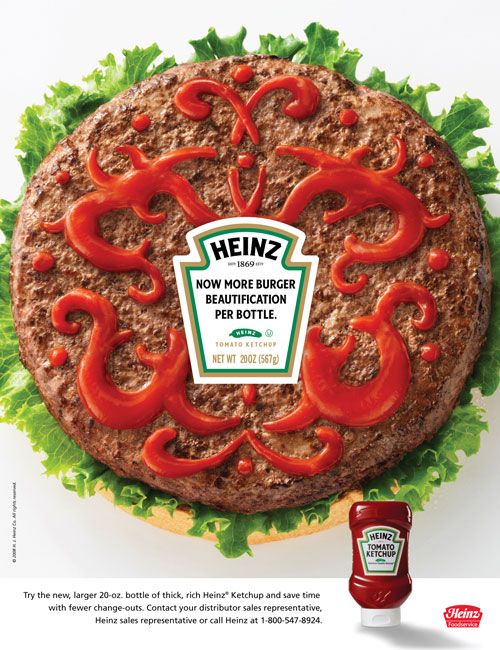 HEINZ
ESTD 1869 ESTD
NOW MORE BURGER
BEAUTIFICATION
PER BOTTLE.
HEINZ U
TOMATO KETCHUP
NET WT 20OZ (567g)
© 2008 H. J. Heinz Co. All rights reserved.
HEINZ
TOMATO
KETCHUP
Try the new, larger 20-oz. bottle of thick, rich Heinz® Ketchup and save time
with fewer change-outs. Contact your distributor sales representative,
Heinz sales representative or call Heinz at 1-800-547-8924.
Heinz
Foodservice